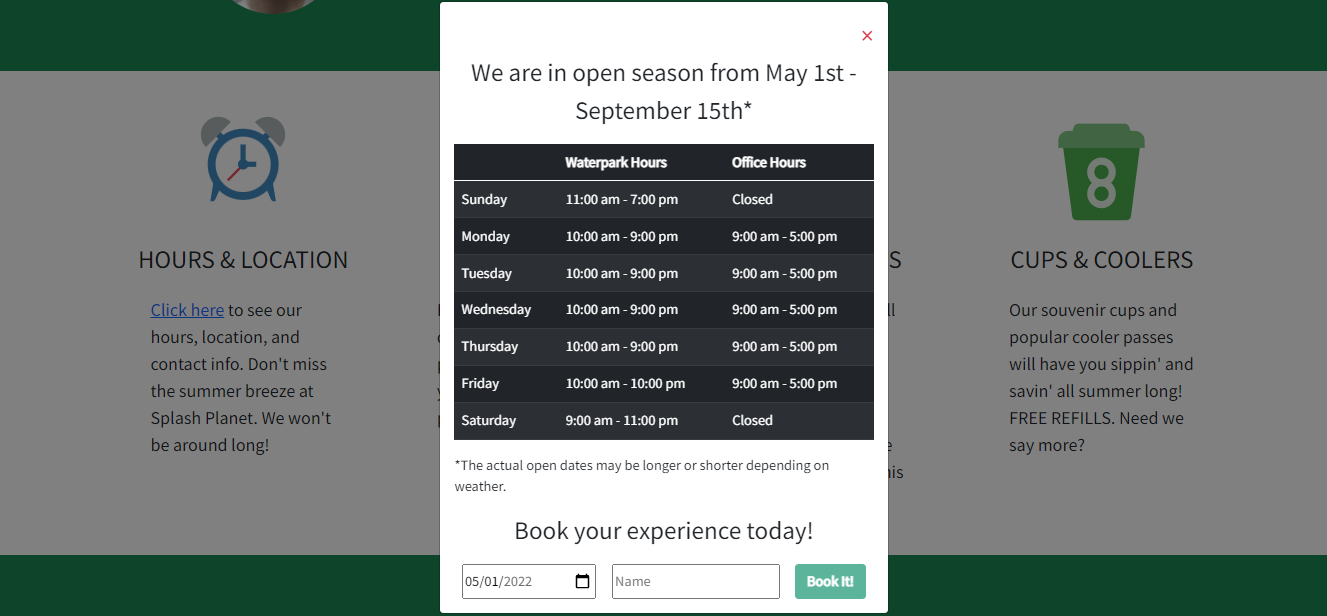 ×
We are in open season from May 1st -
September 15th*
Waterpark Hours Office Hours
Sunday 11:00 am - 7:00 pm Closed
Monday 10:00 am - 9:00 pm 9:00 am - 5:00 pm
Tuesday 10:00 am - 9:00 pm 9:00 am - 5:00 pm
Wednesday 10:00 am - 9:00 pm 9:00 am - 5:00 pm
Thursday 10:00 am - 9:00 pm 9:00 am - 5:00 pm
Friday 10:00 am - 10:00 pm 9:00 am - 5:00 pm
Saturday 9:00 am - 11:00 pm Closed
*The actual open dates may be longer or shorter depending on
weather.
Book your experience today!
05/01/2022 Name Book It!
HOURS & LOCATION
Click here to see our
hours, location, and
contact info. Don't miss
the summer breeze at
Splash Planet. We won't
be around long!
8
CUPS & COOLERS
Our souvenir cups and
popular cooler passes
will have you sippin' and
savin' all summer long!
FREE REFILLS. Need we
say more?